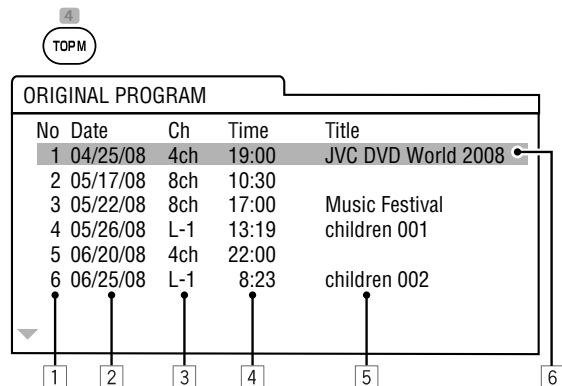 4
TOPM
ORIGINAL PROGRAM
No Date Ch Time Title
1 04/25/08 4ch 19:00 JVC DVD World 2008
2 05/17/08 8ch 10:30
3 05/22/08 8ch 17:00 Music Festival
4 05/26/08 L-1 13:19 children 001
5 06/20/08 4ch 22:00
6 06/25/08 L-1 8:23 children 002
1 2 3 4 5 6